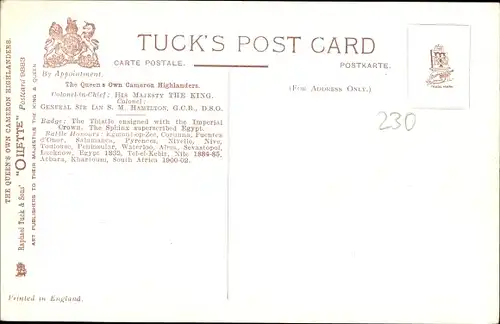 TUCK'S POST CARD
CARTE POSTALE.
POSTKARTE.
By Appointment.
(FOR ADDRESS ONLY.)
The Queen's Own Cameron Highlanders.
Colonel-in-Chief: HIS MAJESTY THE KING.
Colonel:
GENERAL SIR IAN S. M. HAMILTON, G.C.B., D.S.O.
Badge: The Thistle ensigned with the Imperial
Crown. The Sphinx superscribed Egypt.
Battle Honours: Egmont-op-Zee, Corunna, Fuentes
d'Onor, Salamanca, Pyrenees, Nivelle, Nive,
Toulouse, Peninsular, Waterloo, Alma, Sevastopol,
Lucknow, Egypt 1882, Tel-el-Kebir, Nile 1884-85,
Atbara, Khartoum, South Africa 1900-02.
230
THE QUEEN'S OWN CAMERON HIGHLANDERS.
Raphael Tuck & Sons' "OILETTE" Postcard 9883
ART PUBLISHERS TO THEIR MAJESTIES THE KING & QUEEN
Printed in England.